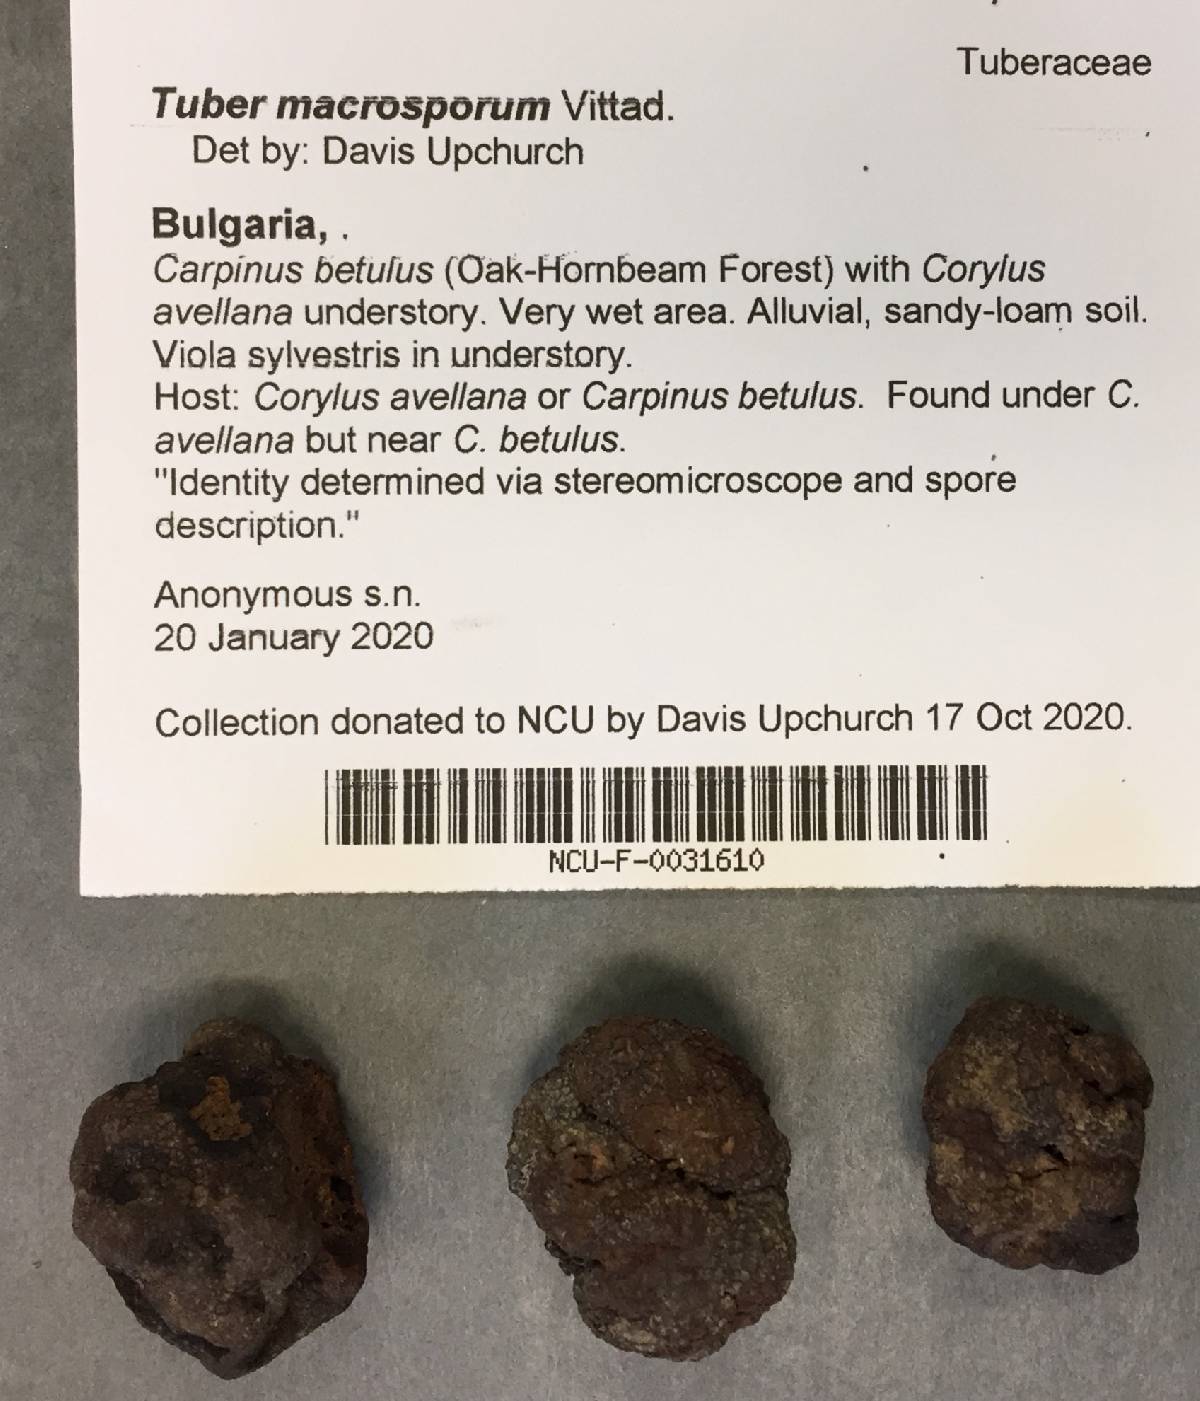 Tuberaceae
Tuber macrosporum Vittad.
Det by: Davis Upchurch
Bulgaria, .
Carpinus betulus (Oak-Hornbeam Forest) with Corylus
avellana understory. Very wet area. Alluvial, sandy-loam soil.
Viola sylvestris in understory.
Host: Corylus avellana or Carpinus betulus. Found under C.
avellana but near C. betulus.
"Identity determined via stereomicroscope and spore
description."
Anonymous s.n.
20 January 2020
Collection donated to NCU by Davis Upchurch 17 Oct 2020.
NCU-F-0031610